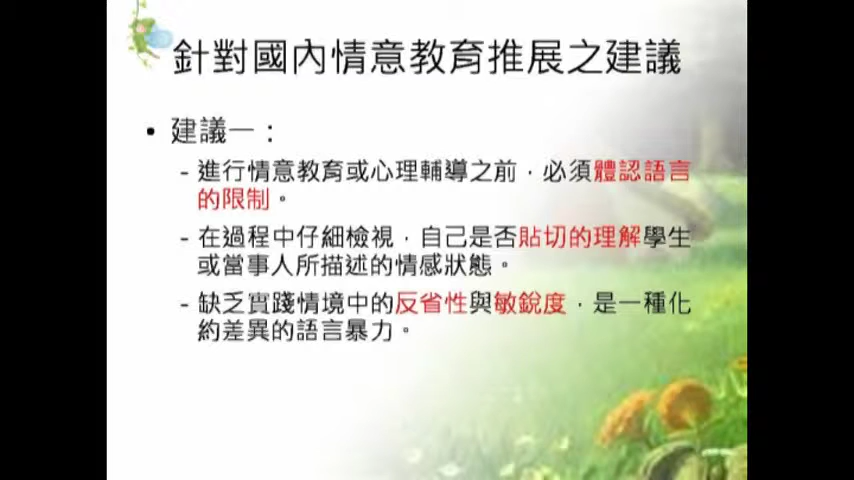 針對國內情意教育推展之建議
• 建議一：
- 進行情意教育或心理輔導之前，必須體認語言
的限制。
- 在過程中仔細檢視，自己是否貼切的理解學生
或當事人所描述的情感狀態。
- 缺乏實踐情境中的反省性與敏銳度，是一種化
約差異的語言暴力。